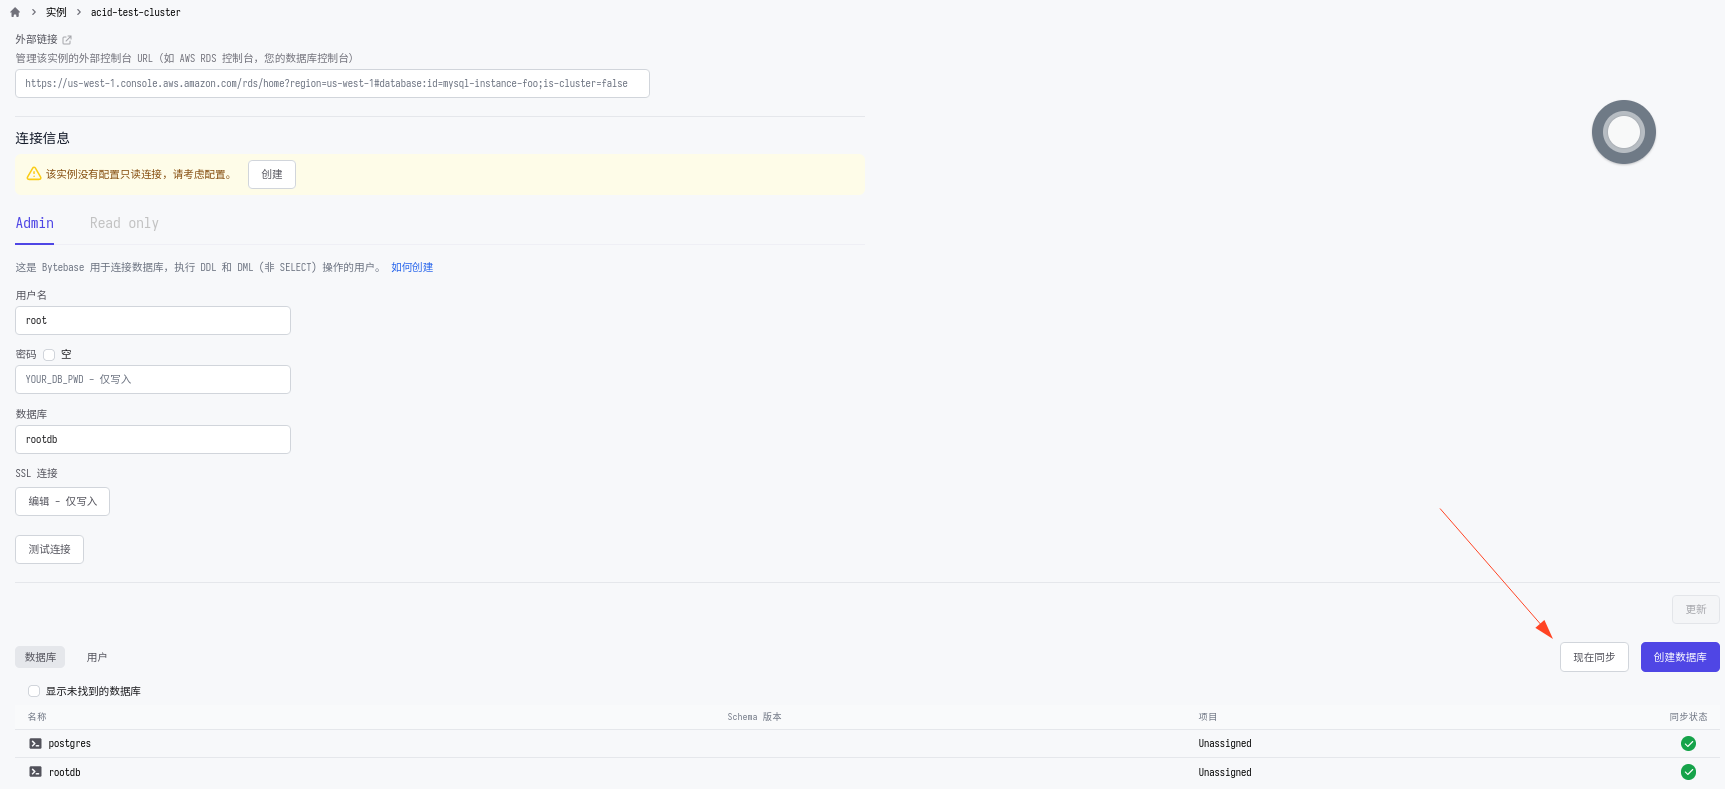 实例 acid-test-cluster
外部链接
管理该实例的外部控制台 URL（如 AWS RDS 控制台，您的数据库控制台）
https://us-west-1.console.aws.amazon.com/rds/home?region=us-west-1#database:id=mysql-instance-foo;is-cluster=false
连接信息
该实例没有配置只读连接，请考虑配置。 创建
Admin Read only
这是 Bytebase 用于连接数据库，执行 DDL 和 DML（非 SELECT）操作的用户。 如何创建
用户名
root
密码 空
YOUR_DB_PWD - 仅写入
数据库
rootdb
SSL 连接
编辑 - 仅写入
测试连接
更新
数据库 用户 现在同步 创建数据库
显示未找到的数据库
名称 Schema 版本 项目 同步状态
postgres Unassigned
rootdb Unassigned